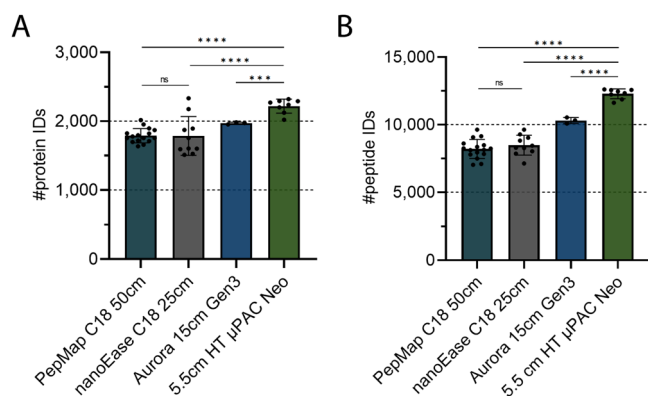 A
#protein IDs
3,000
2,000
1,000
0
****
****
ns
***
PepMap C18 50cm
nanoEase C18 25cm
Aurora 15cm Gen3
5.5cm HT µPAC Neo
B
#peptide IDs
15,000
10,000
5,000
0
****
****
ns
****
PepMap C18 50cm
nanoEase C18 25cm
Aurora 15cm Gen3
5.5 cm HT µPAC Neo